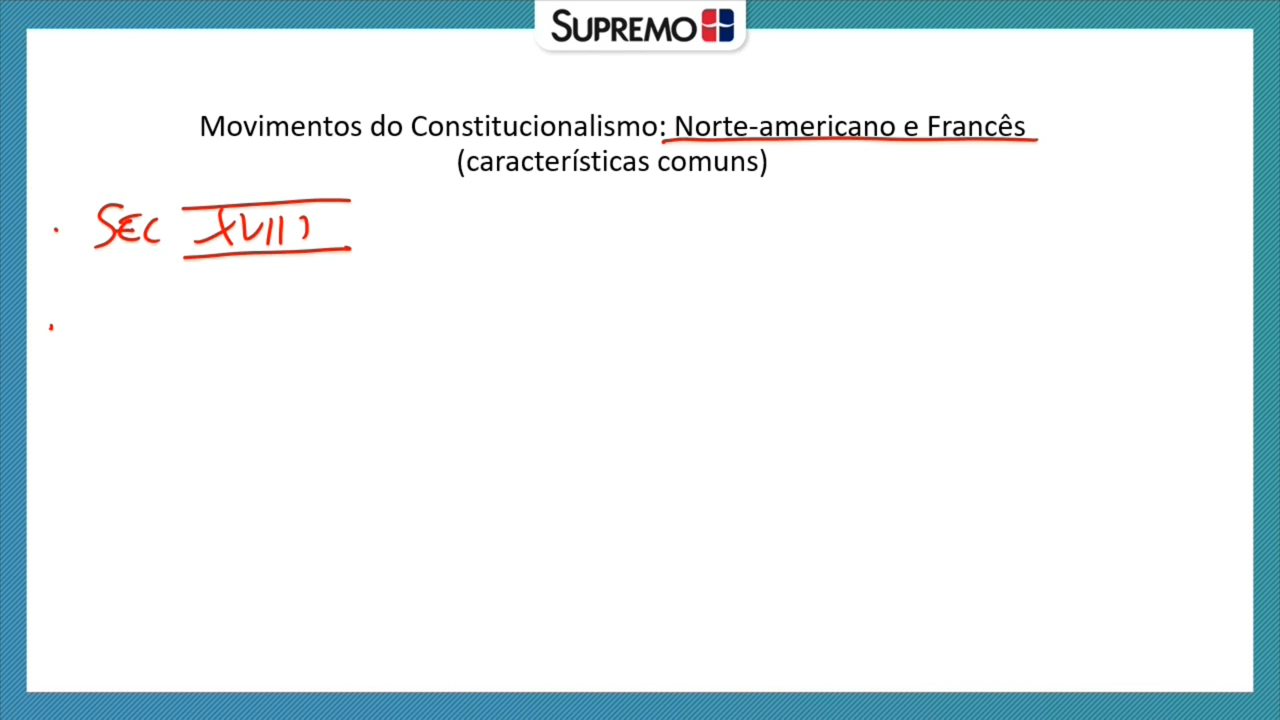 SUPREMO
Movimentos do Constitucionalismo: Norte-americano e Francês
(características comuns)
. SEC XVIII
.